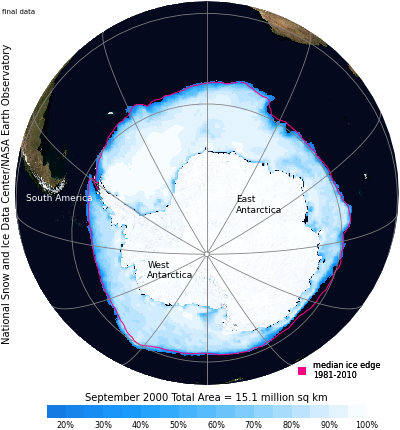 final data
National Snow and Ice Data Center/NASA Earth Observatory
South America
East
Antarctica
West
Antarctica
median ice edge
1981-2010
September 2000 Total Area = 15.1 million sq km
20% 30% 40% 50% 60% 70% 80% 90% 100%